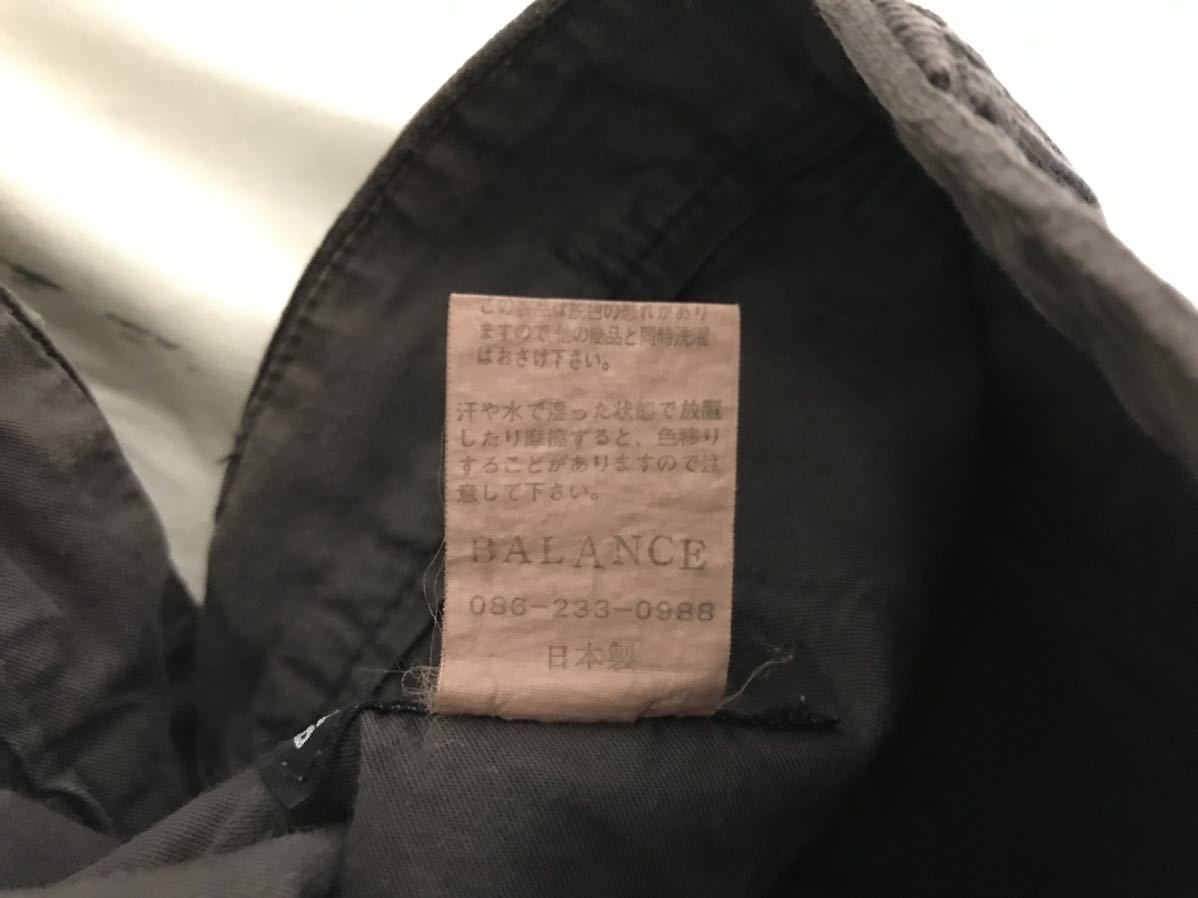 この製品は脱色の恐れがあり
ますので、他の商品と同時洗濯
はおさけ下さい。
汗や水で湿った状態で放置
したり摩擦ずると、色移り
することがありますので注
意して下さい。
BALANCE
086-233-0988
日本製